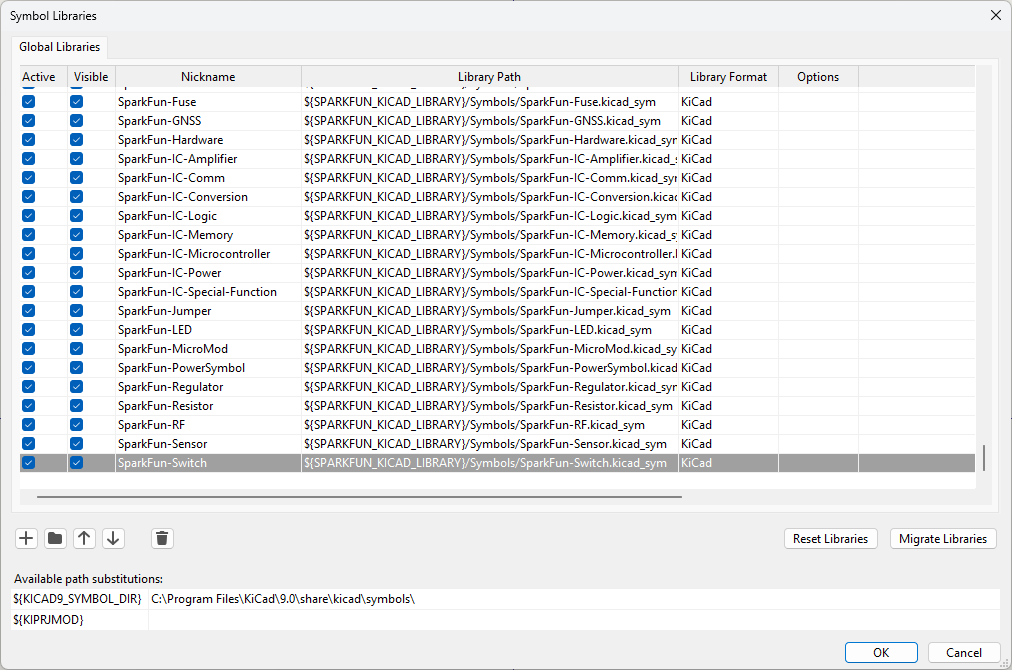 Symbol Libraries
Global Libraries
Active Visible Nickname Library Path Library Format Options
SparkFun-Fuse ${SPARKFUN_KICAD_LIBRARY}/Symbols/SparkFun-Fuse.kicad_sym KiCad
SparkFun-GNSS ${SPARKFUN_KICAD_LIBRARY}/Symbols/SparkFun-GNSS.kicad_sym KiCad
SparkFun-Hardware ${SPARKFUN_KICAD_LIBRARY}/Symbols/SparkFun-Hardware.kicad_syr KiCad
SparkFun-IC-Amplifier ${SPARKFUN_KICAD_LIBRARY}/Symbols/SparkFun-IC-Amplifier.kicad_s KiCad
SparkFun-IC-Comm ${SPARKFUN_KICAD_LIBRARY}/Symbols/SparkFun-IC-Comm.kicad_syr KiCad
SparkFun-IC-Conversion ${SPARKFUN_KICAD_LIBRARY}/Symbols/SparkFun-IC-Conversion.kicad KiCad
SparkFun-IC-Logic ${SPARKFUN_KICAD_LIBRARY}/Symbols/SparkFun-IC-Logic.kicad_sym KiCad
SparkFun-IC-Memory ${SPARKFUN_KICAD_LIBRARY}/Symbols/SparkFun-IC-Memory.kicad_sy KiCad
SparkFun-IC-Microcontroller ${SPARKFUN_KICAD_LIBRARY}/Symbols/SparkFun-IC-Microcontroller.k KiCad
SparkFun-IC-Power ${SPARKFUN_KICAD_LIBRARY}/Symbols/SparkFun-IC-Power.kicad_syn KiCad
SparkFun-IC-Special-Function ${SPARKFUN_KICAD_LIBRARY}/Symbols/SparkFun-IC-Special-Function KiCad
SparkFun-Jumper ${SPARKFUN_KICAD_LIBRARY}/Symbols/SparkFun-Jumper.kicad_sym KiCad
SparkFun-LED ${SPARKFUN_KICAD_LIBRARY}/Symbols/SparkFun-LED.kicad_sym KiCad
SparkFun-MicroMod ${SPARKFUN_KICAD_LIBRARY}/Symbols/SparkFun-MicroMod.kicad_sy KiCad
SparkFun-PowerSymbol ${SPARKFUN_KICAD_LIBRARY}/Symbols/SparkFun-PowerSymbol.kicad KiCad
SparkFun-Regulator ${SPARKFUN_KICAD_LIBRARY}/Symbols/SparkFun-Regulator.kicad_syn KiCad
SparkFun-Resistor ${SPARKFUN_KICAD_LIBRARY}/Symbols/SparkFun-Resistor.kicad_sym KiCad
SparkFun-RF ${SPARKFUN_KICAD_LIBRARY}/Symbols/SparkFun-RF.kicad_sym KiCad
SparkFun-Sensor ${SPARKFUN_KICAD_LIBRARY}/Symbols/SparkFun-Sensor.kicad_sym KiCad
SparkFun-Switch ${SPARKFUN_KICAD_LIBRARY}/Symbols/SparkFun-Switch.kicad_sym KiCad
Reset Libraries Migrate Libraries
Available path substitutions:
${KICAD9_SYMBOL_DIR} C:\Program Files\KiCad\9.0\share\kicad\symbols\
${KIPRJMOD}
OK Cancel